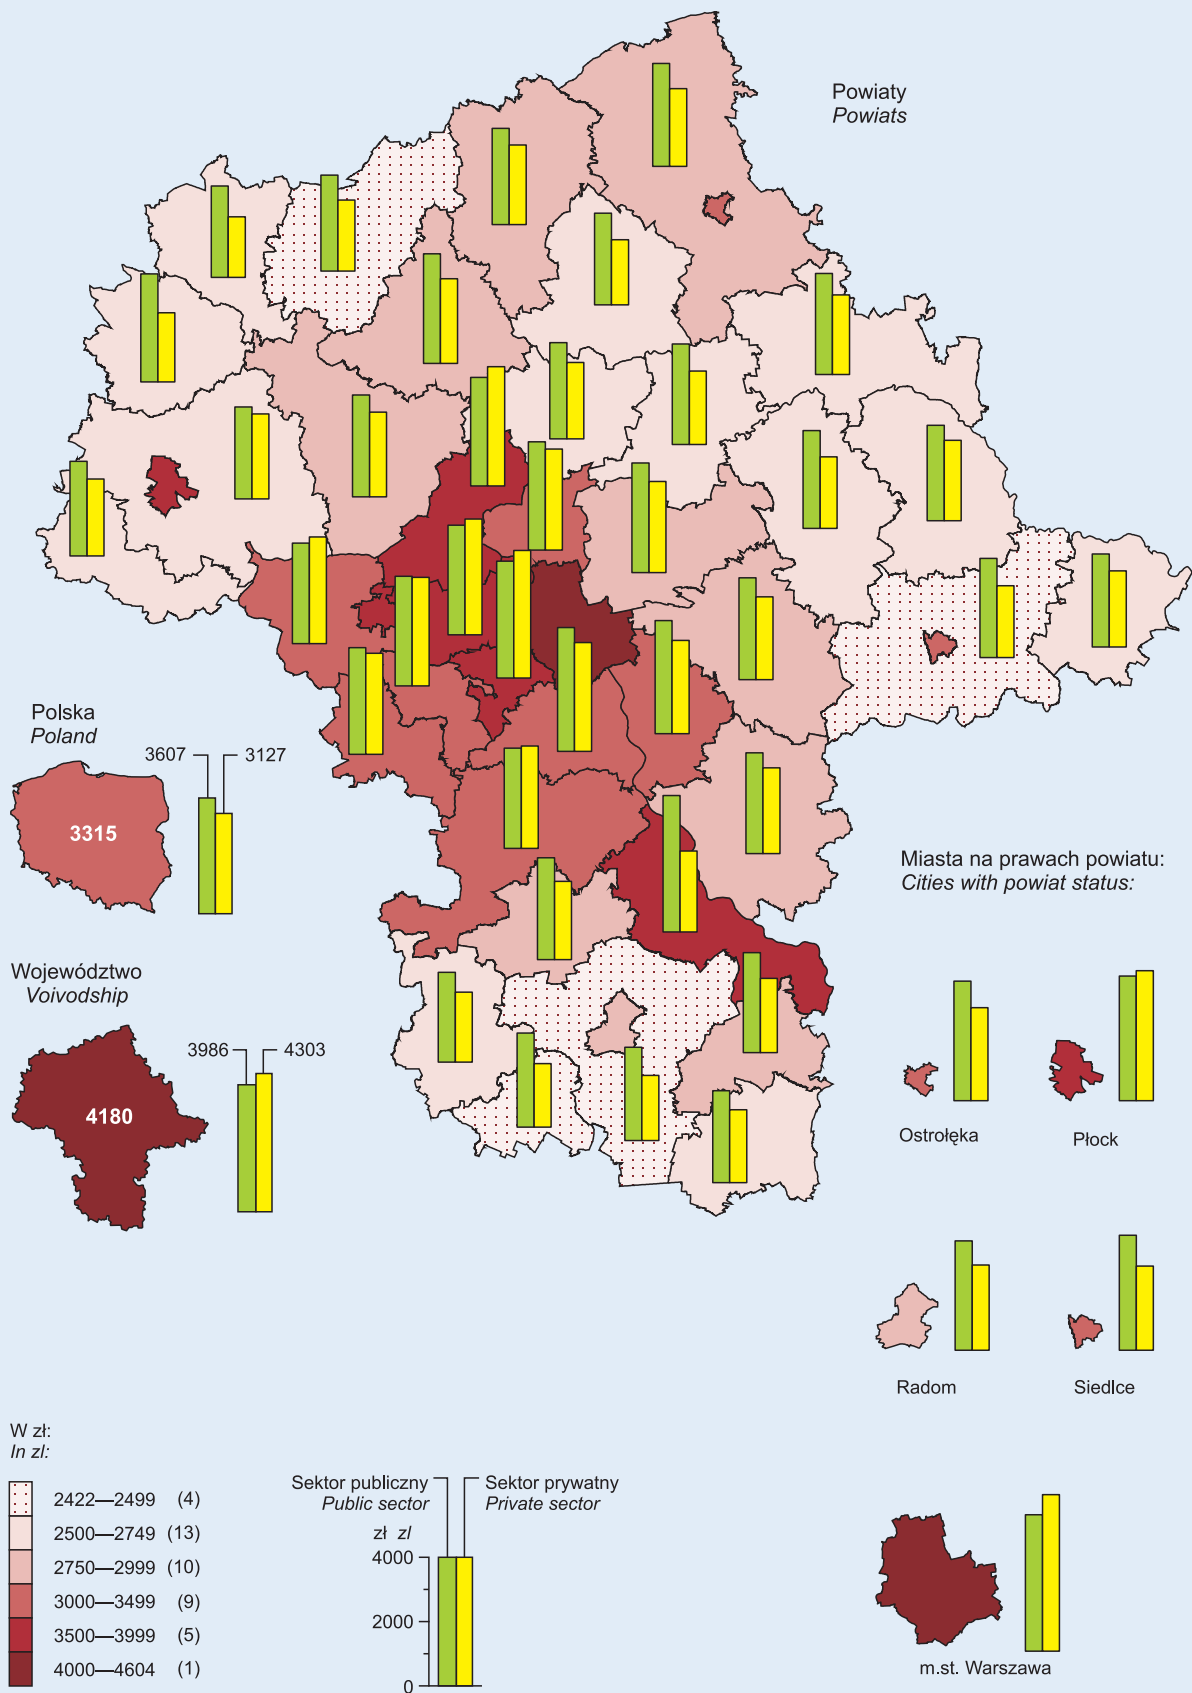 Powiaty
Powiats
Polska
Poland
3607 3127
3315
Miasta na prawach powiatu:
Cities with powiat status:
Województwo
Voivodship
3986 4303
4180
Ostrołęka Płock
Radom Siedlce
W zł:
In zl:
2422—2499 (4)
2500—2749 (13)
2750—2999 (10)
3000—3499 (9)
3500—3999 (5)
4000—4604 (1)
Sektor publiczny Sektor prywatny
Public sector Private sector
zł zl
4000
2000
0
m.st. Warszawa